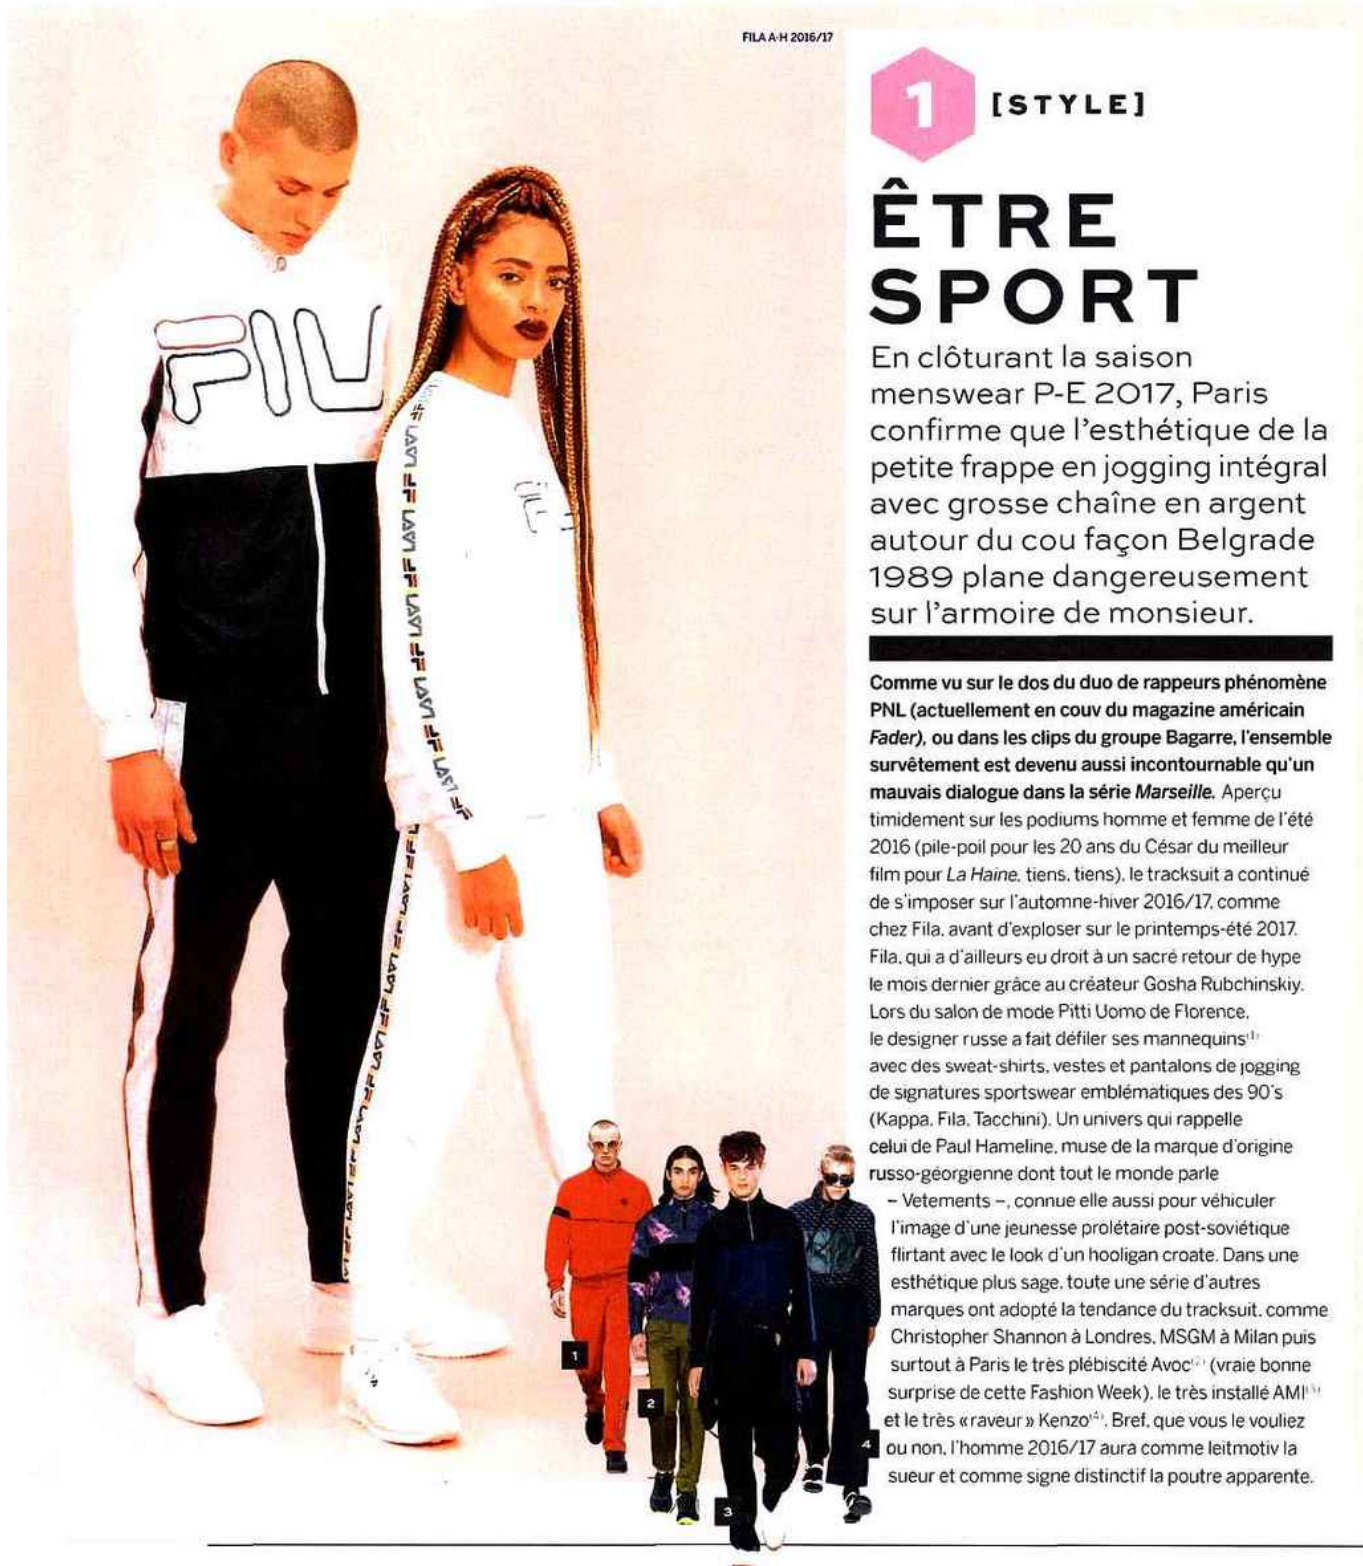 FILA A-H 2016/17
1
[STYLE]
ÊTRE
SPORT
En clôturant la saison
menswear P-E 2017, Paris
confirme que l'esthétique de la
petite frappe en jogging intégral
avec grosse chaîne en argent
autour du cou façon Belgrade
1989 plane dangereusement
sur l'armoire de monsieur.
Comme vu sur le dos du duo de rappeurs phénomène
PNL (actuellement en couv du magazine américain
Fader), ou dans les clips du groupe Bagarre, l'ensemble
survêtement est devenu aussi incontournable qu'un
mauvais dialogue dans la série Marseille. Aperçu
timidement sur les podiums homme et femme de l'été
2016 (pile-poil pour les 20 ans du César du meilleur
film pour La Haine, tiens, tiens), le tracksuit a continué
de s'imposer sur l'automne-hiver 2016/17, comme
chez Fila, avant d'exploser sur le printemps-été 2017.
Fila, qui a d'ailleurs eu droit à un sacré retour de hype
le mois dernier grâce au créateur Gosha Rubchinskiy.
Lors du salon de mode Pitti Uomo de Florence,
le designer russe a fait défiler ses mannequins(1)
avec des sweat-shirts, vestes et pantalons de jogging
de signatures sportswear emblématiques des 90's
(Kappa, Fila, Tacchini). Un univers qui rappelle
celui de Paul Hameline, muse de la marque d'origine
russo-géorgienne dont tout le monde parle
– Vetements –, connue elle aussi pour véhiculer
l'image d'une jeunesse prolétaire post-soviétique
flirtant avec le look d'un hooligan croate. Dans une
esthétique plus sage, toute une série d'autres
marques ont adopté la tendance du tracksuit, comme
Christopher Shannon à Londres, MSGM à Milan puis
surtout à Paris le très plébiscité Avoc(2) (vraie bonne
surprise de cette Fashion Week), le très installé AMI(3)
et le très «raveur» Kenzo(4). Bref, que vous le vouliez
ou non, l'homme 2016/17 aura comme leitmotiv la
sueur et comme signe distinctif la poutre apparente.
1
2
3
4